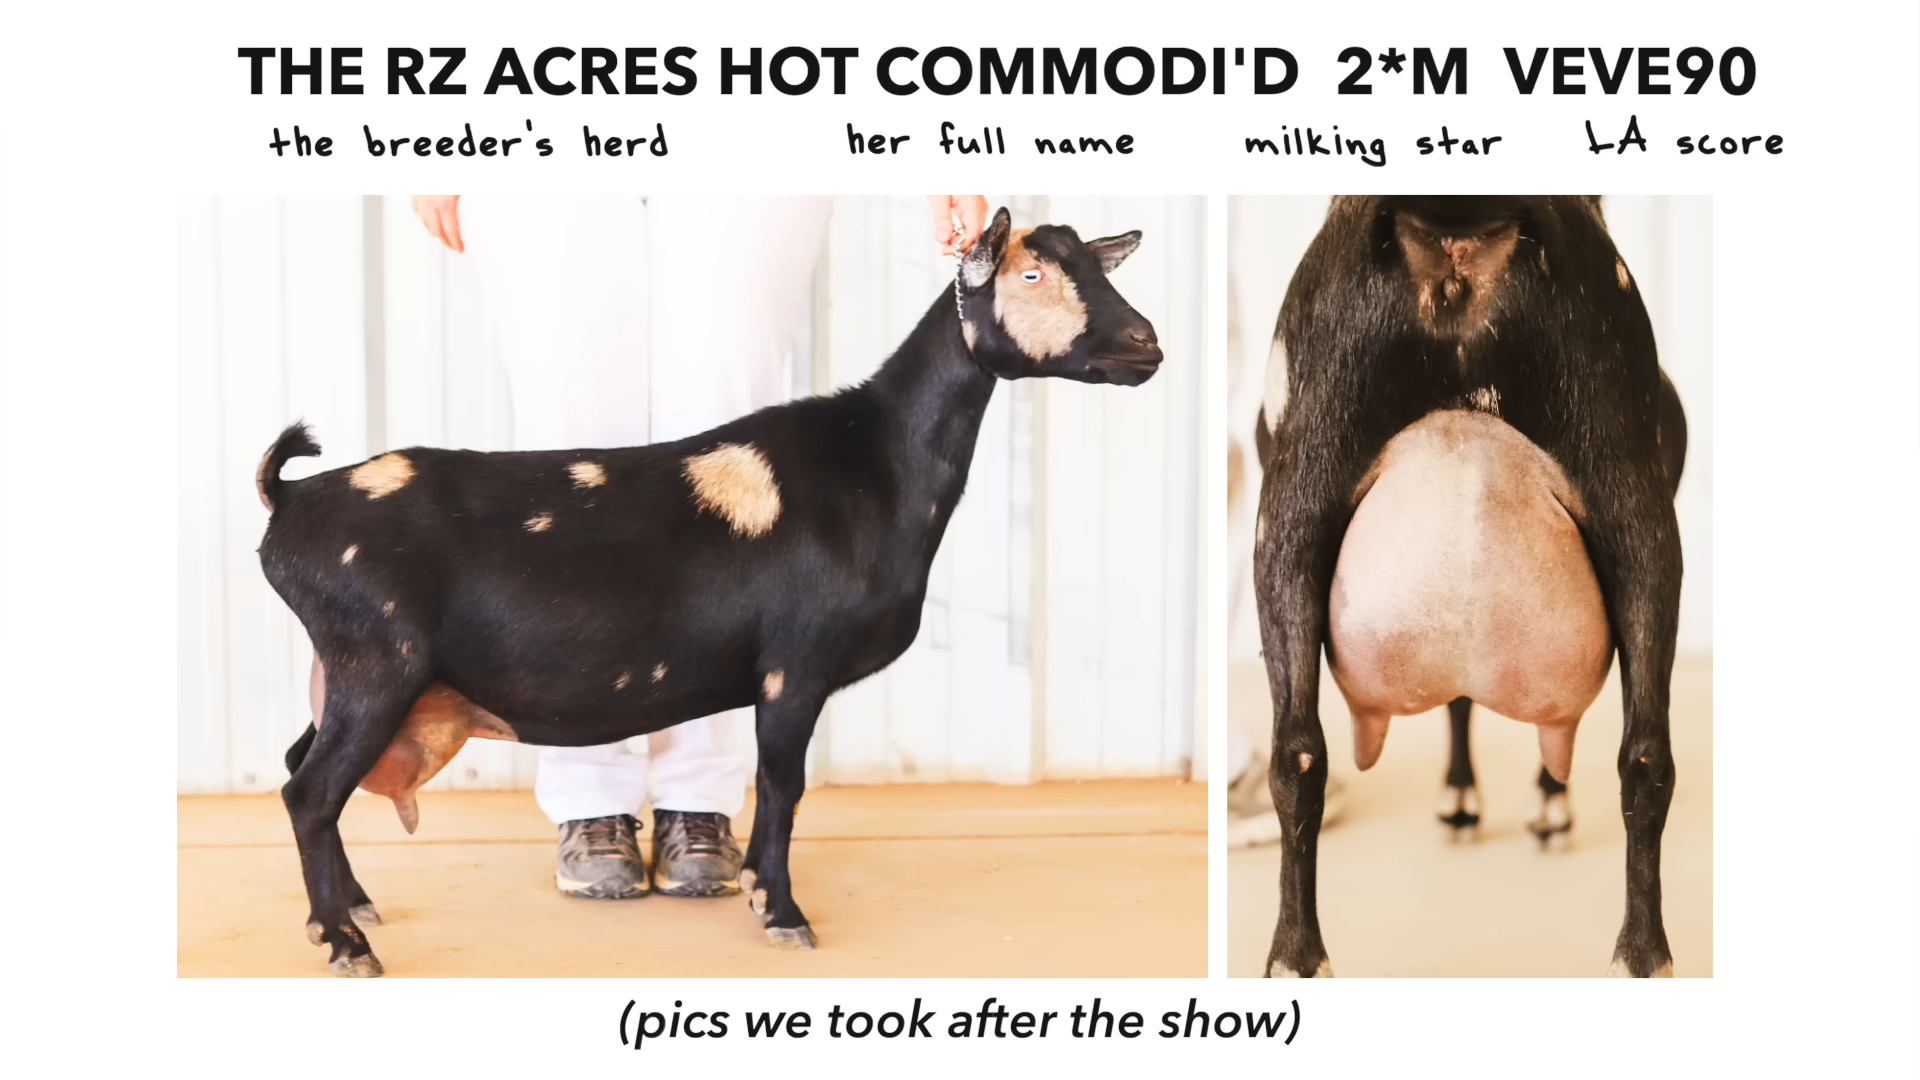 THE RZ ACRES HOT COMMODI'D 2*M VEVE90
the breeder's herd her full name milking star LA score
(pics we took after the show)